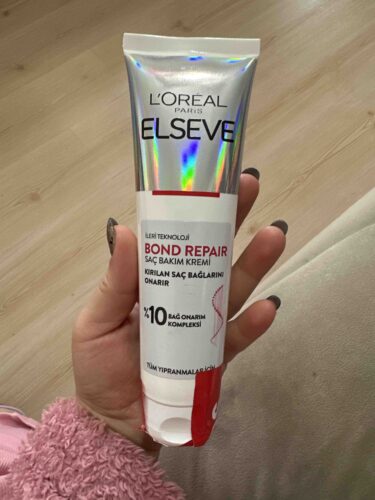 L'ORÉAL
PARIS
ELSEVE
İLERİ TEKNOLOJİ
BOND REPAIR
SAÇ BAKIM KREMİ
KIRILAN SAÇ BAĞLARINI
ONARIR
%10 BAĞ ONARIM
KOMPLEKSİ
TÜM YIPRANMALAR İÇİN